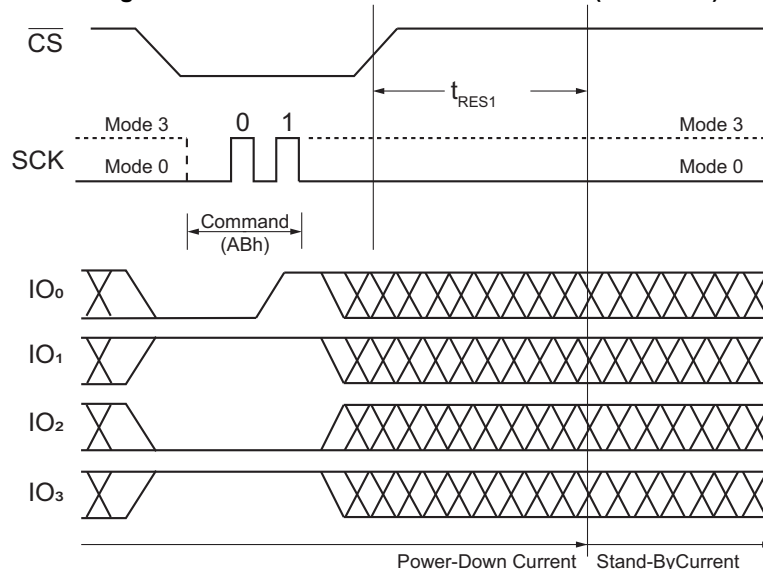 CS
t RES1
Mode 3 0 1 Mode 3
SCK Mode 0 Mode 0
Command
(ABh)
IO₀
IO₁
IO₂
IO₃
Power-Down Current Stand-ByCurrent